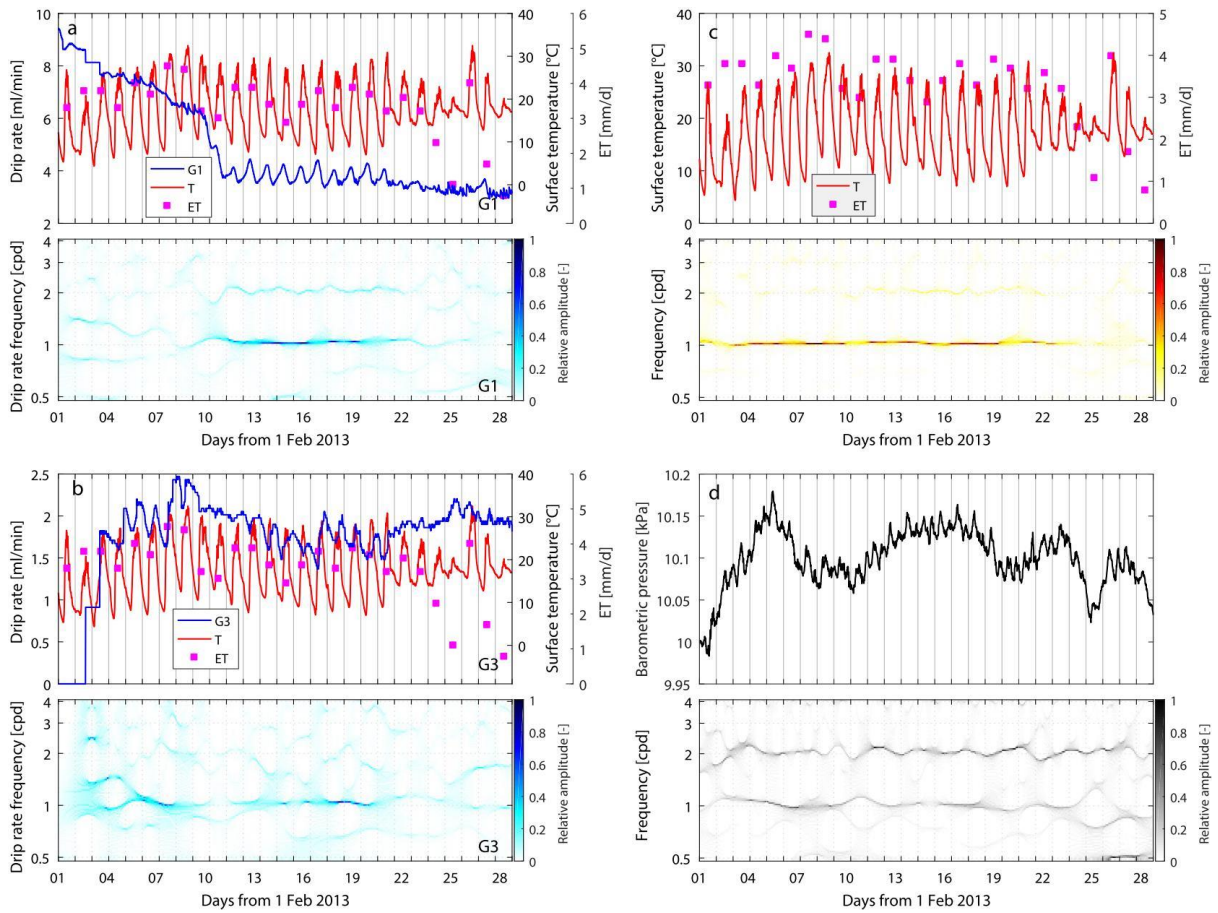 a
Drip rate [ml/min]
10
8
6
4
2
G1
T
ET
G1
40
30
20
10
0
Surface temperature [°C]
6
5
4
3
2
1
0
ET [mm/d]
Drip rate frequency [cpd]
4
3
2
1
0.5
G1
01 04 07 10 13 16 19 22 25 28
Days from 1 Feb 2013
1
0.8
0.6
0.4
0.2
0
Relative amplitude [-]
c
Surface temperature [°C]
40
30
20
10
0
T
ET
5
4
3
2
1
0
ET [mm/d]
Frequency [cpd]
4
3
2
1
0.5
01 04 07 10 13 16 19 22 25 28
Days from 1 Feb 2013
1
0.8
0.6
0.4
0.2
0
Relative amplitude [-]
b
Drip rate [ml/min]
2.5
2
1.5
1
0.5
0
G3
T
ET
G3
40
30
20
10
0
Surface temperature [°C]
6
5
4
3
2
1
0
ET [mm/d]
Drip rate frequency [cpd]
4
3
2
1
0.5
G3
01 04 07 10 13 16 19 22 25 28
Days from 1 Feb 2013
1
0.8
0.6
0.4
0.2
0
Relative amplitude [-]
d
Barometric pressure [kPa]
10.2
10.15
10.1
10.05
10
9.95
Frequency [cpd]
4
3
2
1
0.5
01 04 07 10 13 16 19 22 25 28
Days from 1 Feb 2013
1
0.8
0.6
0.4
0.2
0
Relative amplitude [-]